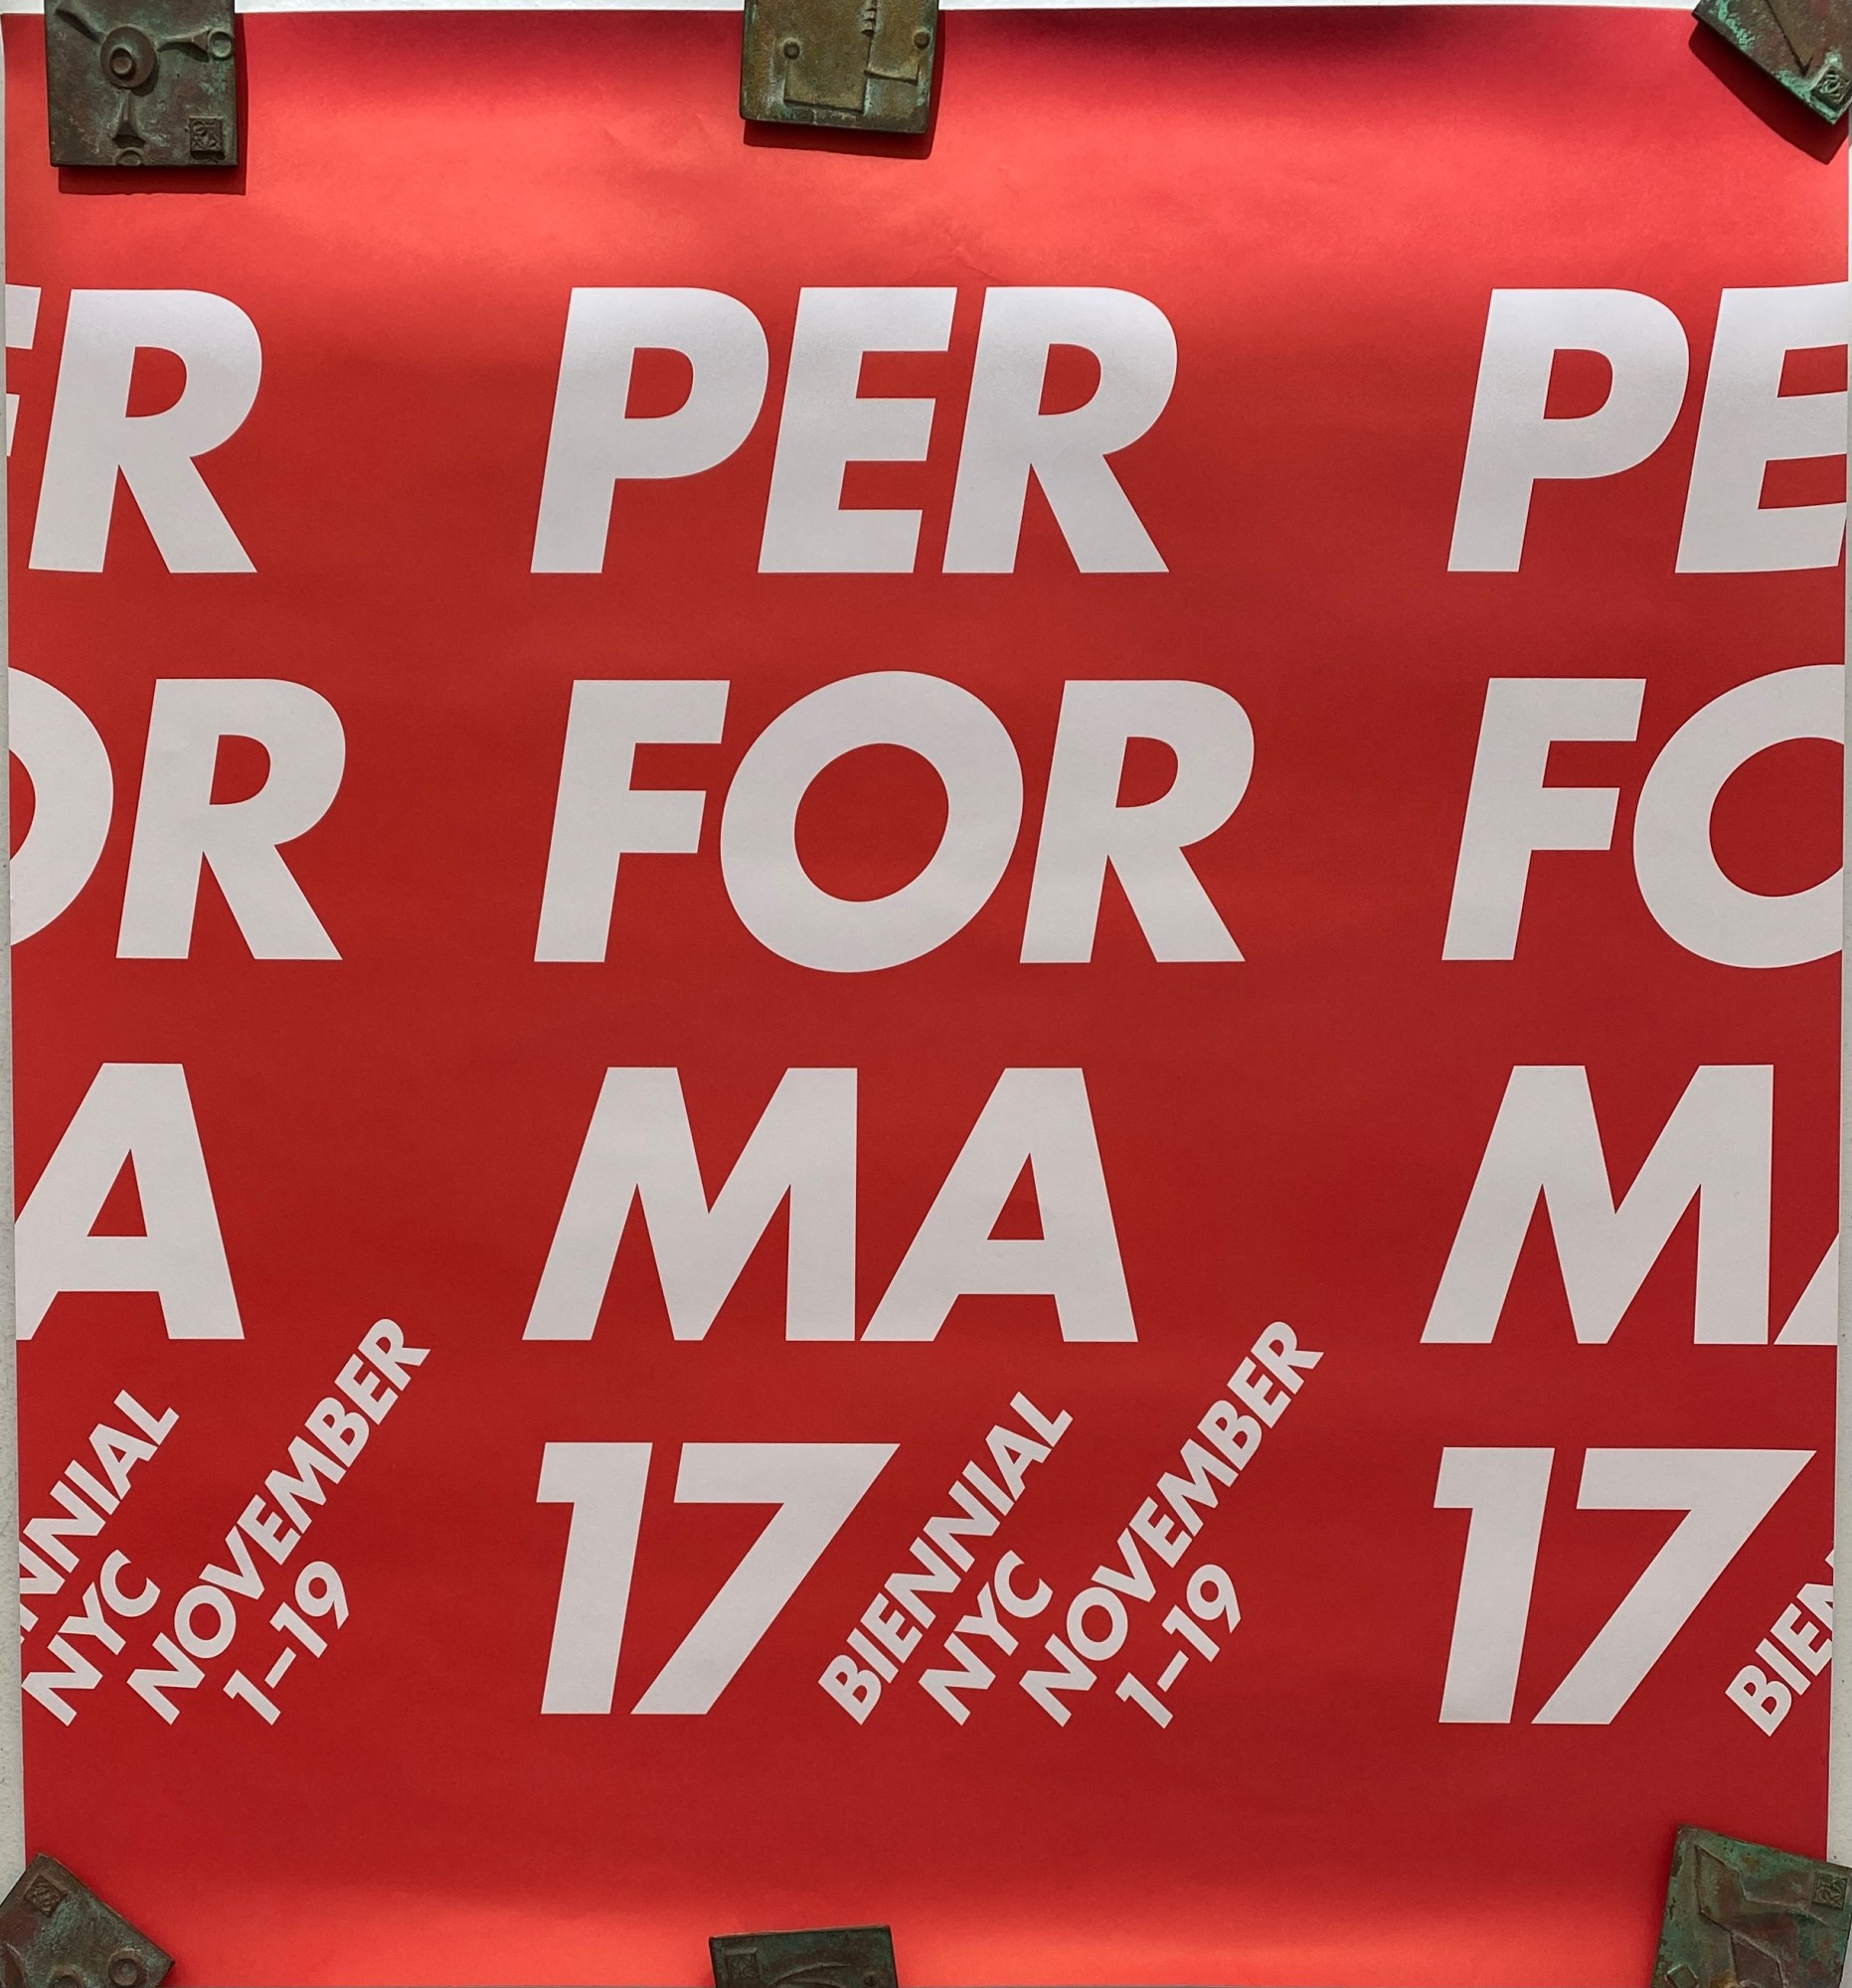 ER PER PE
OR FOR FO
A MA MA
17 17
NNIAL BIENNIAL BIEN
NYC NYC
NOVEMBER NOVEMBER
1–19 1–19